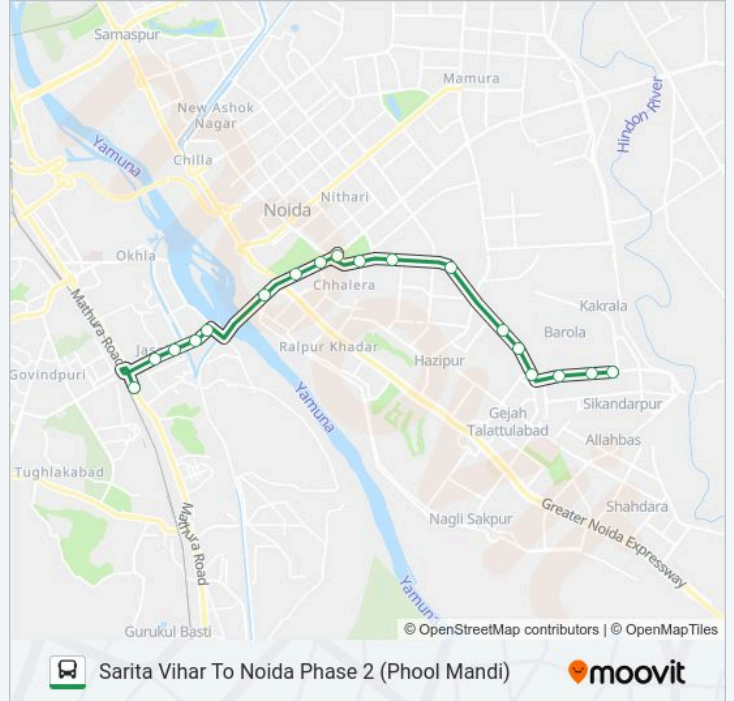 Samaspur
Mamura
New Ashok
Nagar
Hindon River
Yamuna
Chilla
Nithari
Noida
Okhla
Chhalera
Mathura Road
Kakrala
Barola
Jaso
Ralpur Khadar
Hazipur
Govindpuri
Sikandarpur
Yamuna
Gejah
Talattulabad
Allahbas
Tughlakabad
Shahdara
Greater Noida Expressway
Nagli Sakpur
Mathura Road
Yamuna
Gurukul Basti
© OpenStreetMap contributors | © OpenMapTiles
Sarita Vihar To Noida Phase 2 (Phool Mandi)
moovit